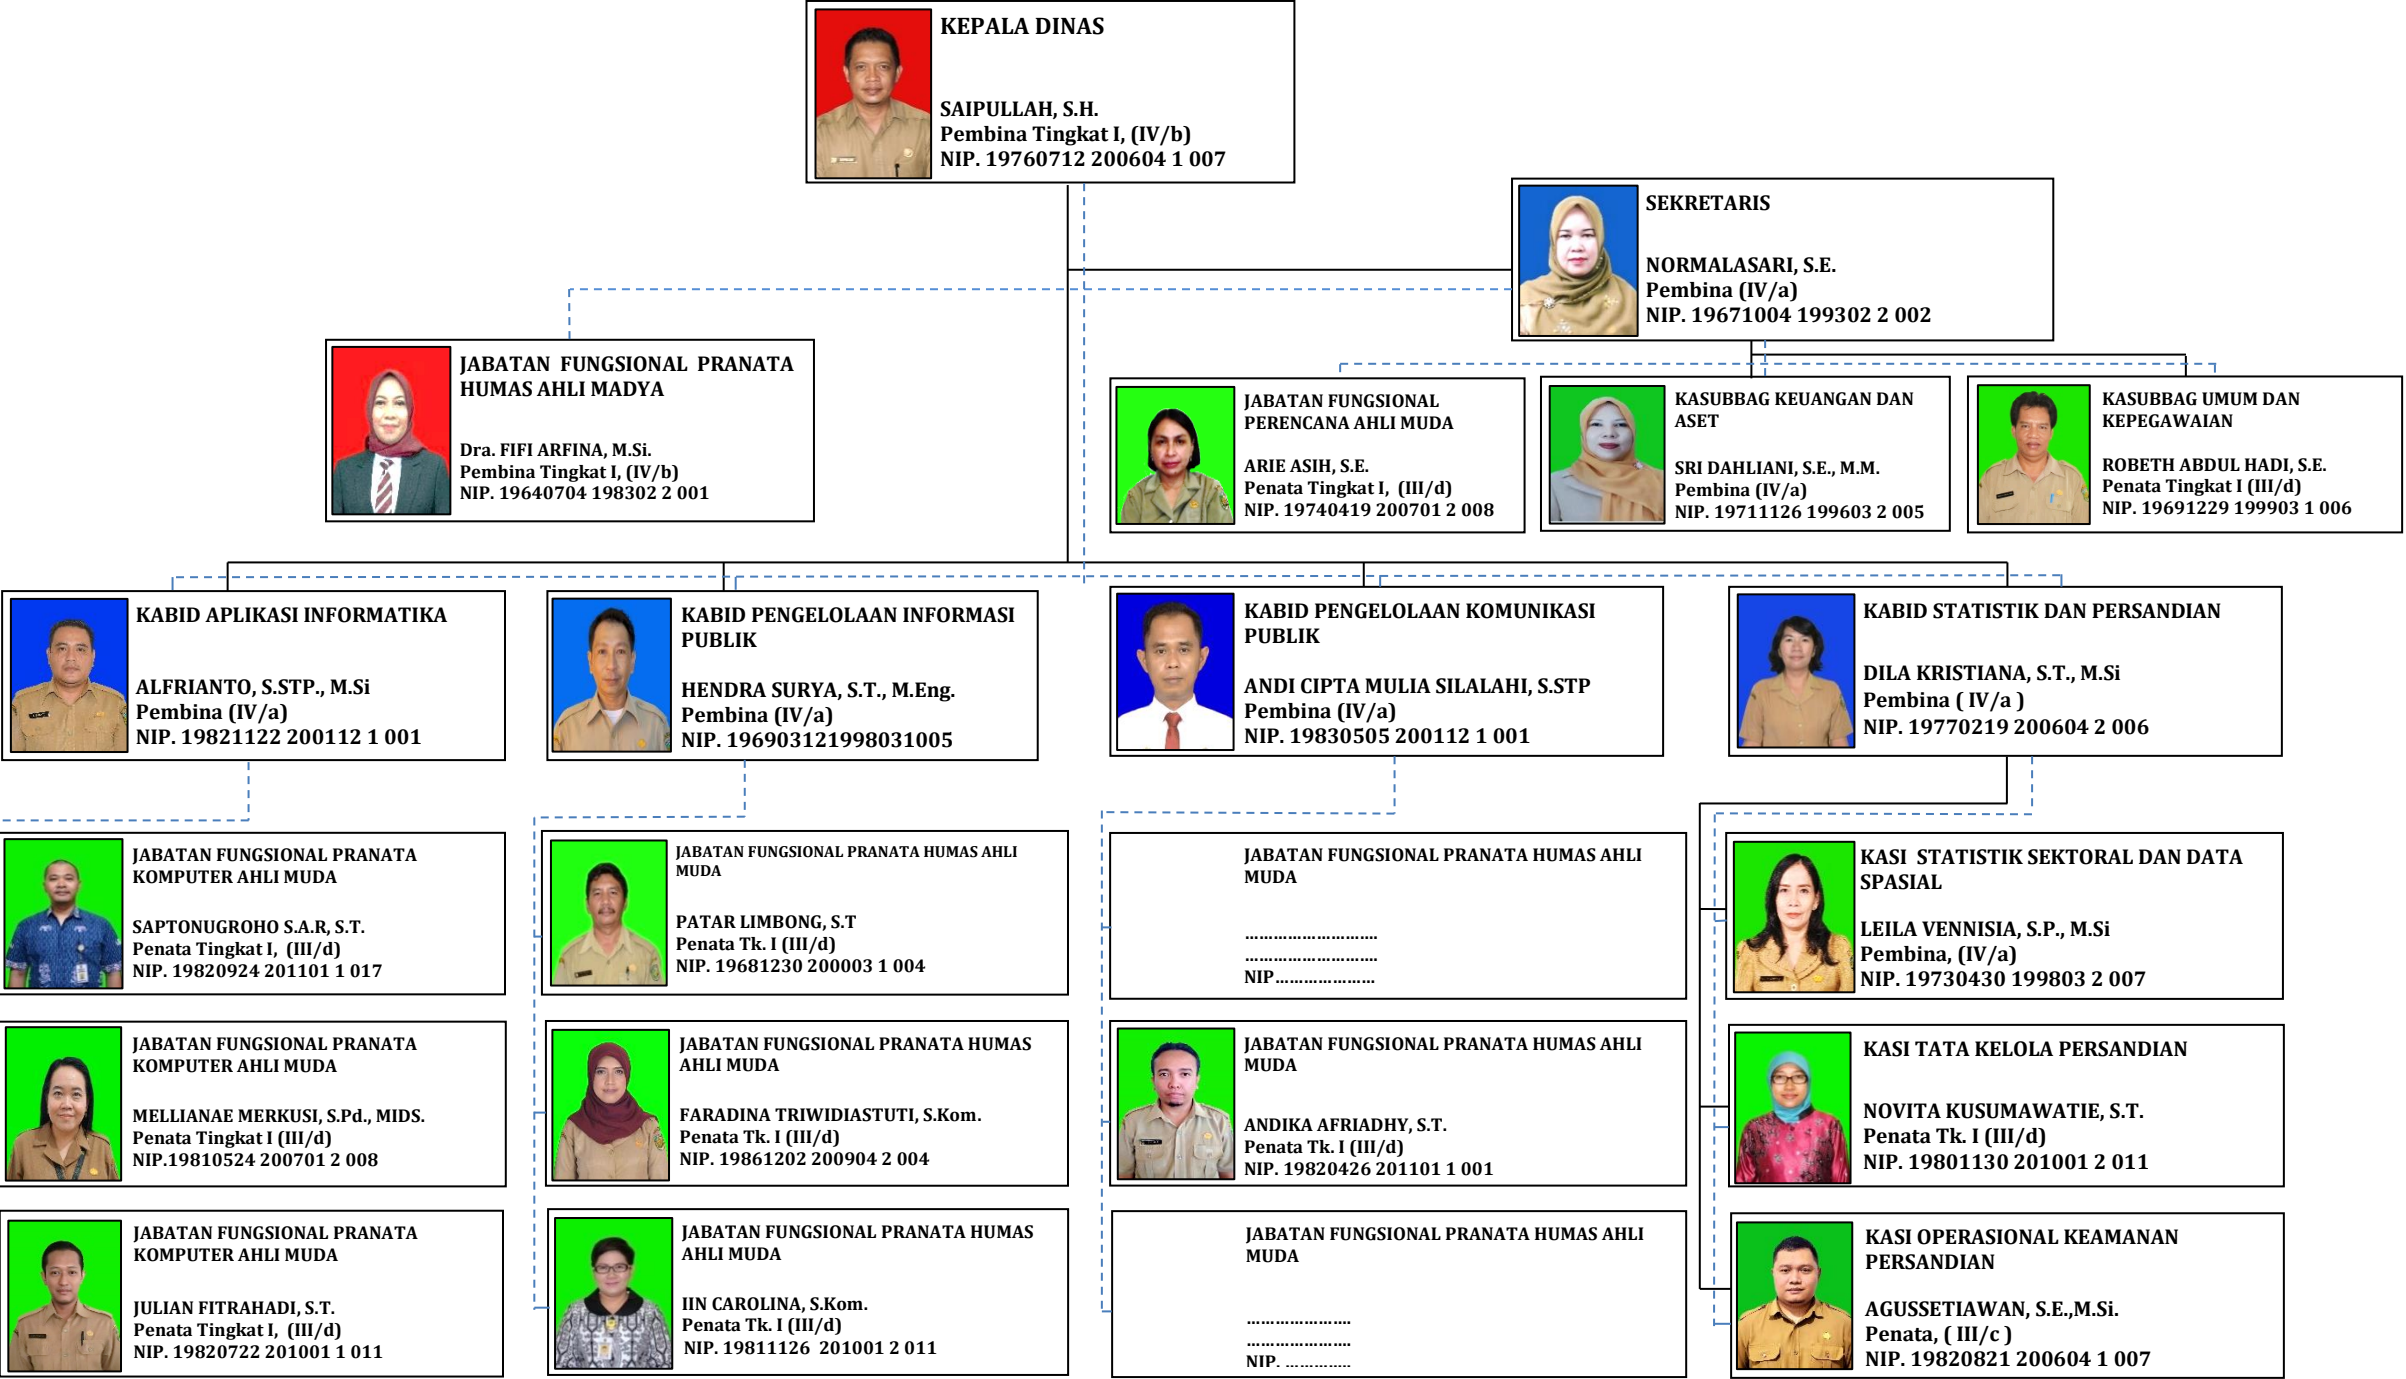 KEPALA DINAS
SAIPULLAH, S.H.
Pembina Tingkat I, (IV/b)
NIP. 19760712 200604 1 007
SEKRETARIS
NORMALASARI, S.E.
Pembina (IV/a)
NIP. 19671004 199302 2 002
JABATAN FUNGSIONAL PRANATA
HUMAS AHLI MADYA
Dra. FIFI ARFINA, M.Si.
Pembina Tingkat I, (IV/b)
NIP. 19640704 198302 2 001
JABATAN FUNGSIONAL
PERENCANA AHLI MUDA
ARIE ASIH, S.E.
Penata Tingkat I, (III/d)
NIP. 19740419 200701 2 008
KASUBBAG KEUANGAN DAN
ASET
SRI DAHLIANI, S.E., M.M.
Pembina (IV/a)
NIP. 19711126 199603 2 005
KASUBBAG UMUM DAN
KEPEGAWAIAN
ROBETH ABDUL HADI, S.E.
Penata Tingkat I (III/d)
NIP. 19691229 199903 1 006
KABID APLIKASI INFORMATIKA
ALFRIANTO, S.STP., M.Si
Pembina (IV/a)
NIP. 19821122 200112 1 001
KABID PENGELOLAAN INFORMASI
PUBLIK
HENDRA SURYA, S.T., M.Eng.
Pembina (IV/a)
NIP. 196903121998031005
KABID PENGELOLAAN KOMUNIKASI
PUBLIK
ANDI CIPTA MULIA SILALAHI, S.STP
Pembina (IV/a)
NIP. 19830505 200112 1 001
KABID STATISTIK DAN PERSANDIAN
DILA KRISTIANA, S.T., M.Si
Pembina ( IV/a )
NIP. 19770219 200604 2 006
JABATAN FUNGSIONAL PRANATA
KOMPUTER AHLI MUDA
SAPTONUGROHO S.A.R, S.T.
Penata Tingkat I, (III/d)
NIP. 19820924 201101 1 017
JABATAN FUNGSIONAL PRANATA HUMAS AHLI
MUDA
PATAR LIMBONG, S.T
Penata Tk. I (III/d)
NIP. 19681230 200003 1 004
JABATAN FUNGSIONAL PRANATA HUMAS AHLI
MUDA
.............................
.............................
NIP......................
KASI STATISTIK SEKTORAL DAN DATA
SPASIAL
LEILA VENNISIA, S.P., M.Si
Pembina, (IV/a)
NIP. 19730430 199803 2 007
JABATAN FUNGSIONAL PRANATA
KOMPUTER AHLI MUDA
MELLIANAE MERKUSI, S.Pd., MIDS.
Penata Tingkat I (III/d)
NIP.19810524 200701 2 008
JABATAN FUNGSIONAL PRANATA HUMAS
AHLI MUDA
FARADINA TRIWIDIASTUTI, S.Kom.
Penata Tk. I (III/d)
NIP. 19861202 200904 2 004
JABATAN FUNGSIONAL PRANATA HUMAS AHLI
MUDA
ANDIKA AFRIADHY, S.T.
Penata Tk. I (III/d)
NIP. 19820426 201101 1 001
KASI TATA KELOLA PERSANDIAN
NOVITA KUSUMAWATIE, S.T.
Penata Tk. I (III/d)
NIP. 19801130 201001 2 011
JABATAN FUNGSIONAL PRANATA
KOMPUTER AHLI MUDA
JULIAN FITRAHADI, S.T.
Penata Tingkat I, (III/d)
NIP. 19820722 201001 1 011
JABATAN FUNGSIONAL PRANATA HUMAS
AHLI MUDA
IIN CAROLINA, S.Kom.
Penata Tk. I (III/d)
NIP. 19811126 201001 2 011
JABATAN FUNGSIONAL PRANATA HUMAS AHLI
MUDA
.......................
.......................
NIP. ..............
KASI OPERASIONAL KEAMANAN
PERSANDIAN
AGUSSETIAWAN, S.E.,M.Si.
Penata, ( III/c )
NIP. 19820821 200604 1 007